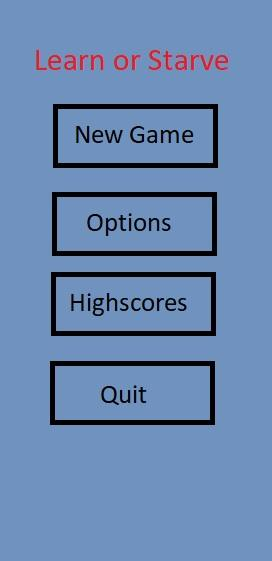 Learn or Starve
New Game
Options
Highscores
Quit